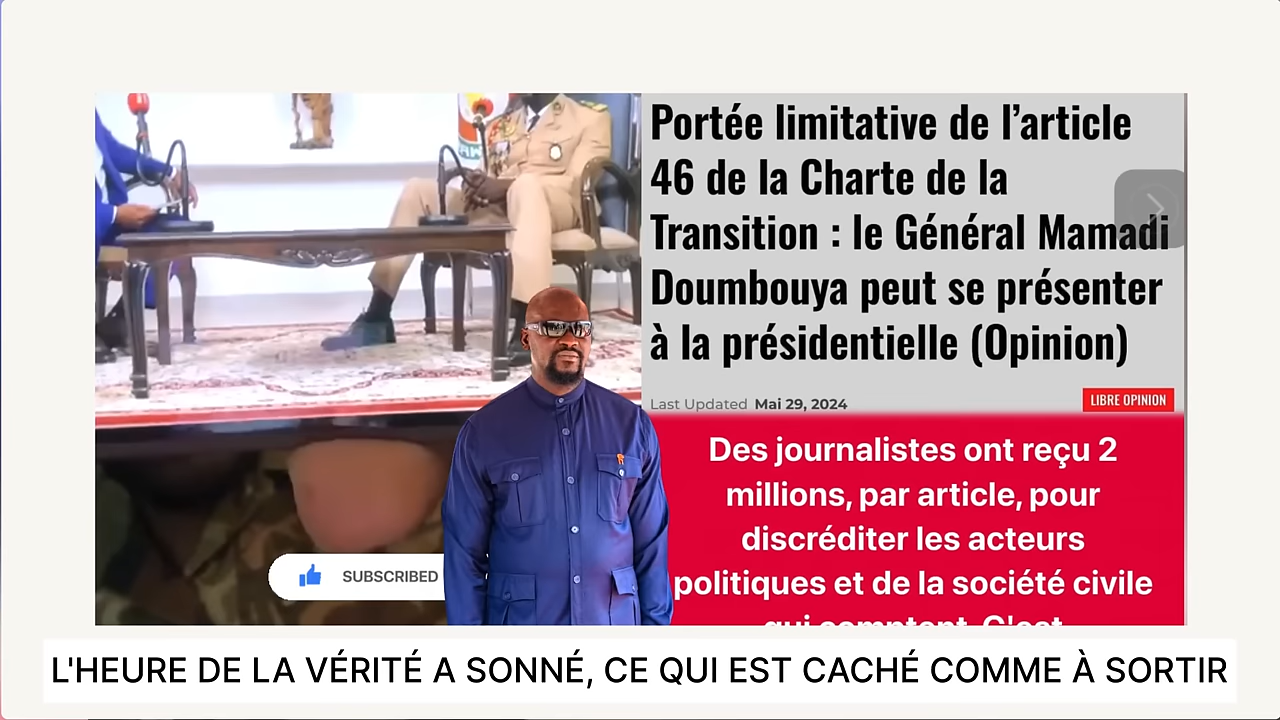 Portée limitative de l'article
46 de la Charte de la
Transition : le Général Mamadi
Doumbouya peut se présenter
à la présidentielle (Opinion)
Last Updated Mai 29, 2024
LIBRE OPINION
Des journalistes ont reçu 2
millions, par article, pour
discréditer les acteurs
politiques et de la société civile
qui comptent. C'est
SUBSCRIBED
L'HEURE DE LA VÉRITÉ A SONNÉ, CE QUI EST CACHÉ COMME À SORTIR